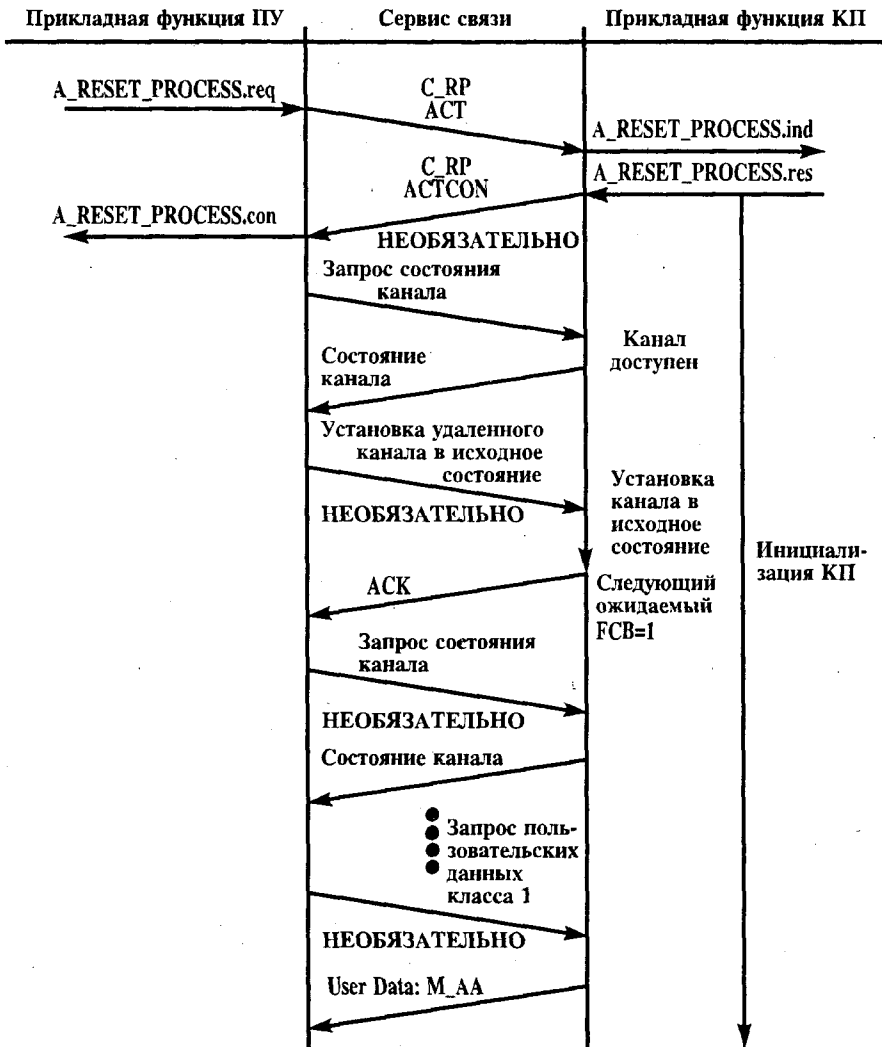 Прикладная функция ПУ
Сервис связи
Прикладная функция КП
A_RESET_PROCESS.req
C_RP
ACT
A_RESET_PROCESS.ind
C_RP
ACTCON
A_RESET_PROCESS.res
A_RESET_PROCESS.con
НЕОБЯЗАТЕЛЬНО
Запрос состояния
канала
Канал
доступен
Состояние
канала
Установка удаленного
канала в исходное
состояние
НЕОБЯЗАТЕЛЬНО
Установка
канала в
исходное
состояние
Инициали-
зация КП
ACK
Следующий
ожидаемый
FCB=1
Запрос состояния
канала
НЕОБЯЗАТЕЛЬНО
Состояние канала
Запрос поль-
зовательских
данных
класса 1
НЕОБЯЗАТЕЛЬНО
User Data: M_AA